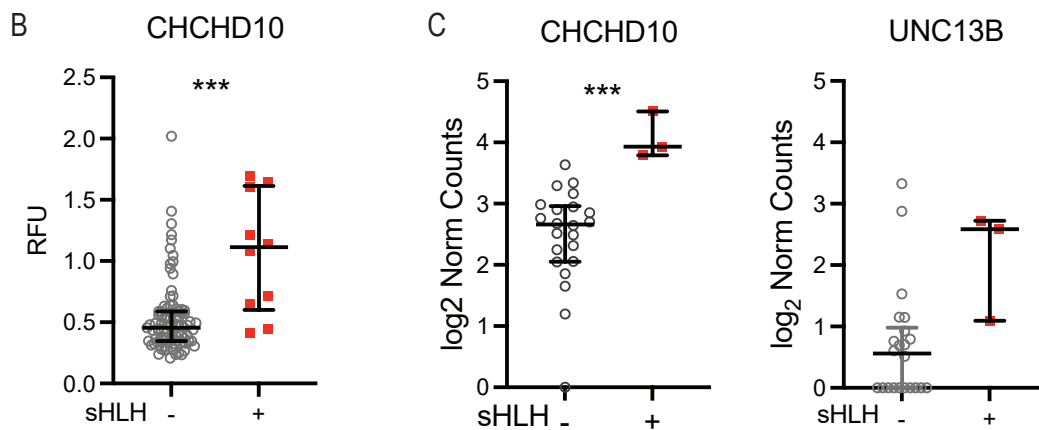 B
CHCHD10
***
2.5
2.0
1.5
1.0
0.5
0.0
RFU
sHLH - +
C
CHCHD10
***
5
4
3
2
1
0
log2 Norm Counts
sHLH - +
UNC13B
5
4
3
2
1
0
log₂ Norm Counts
sHLH - +